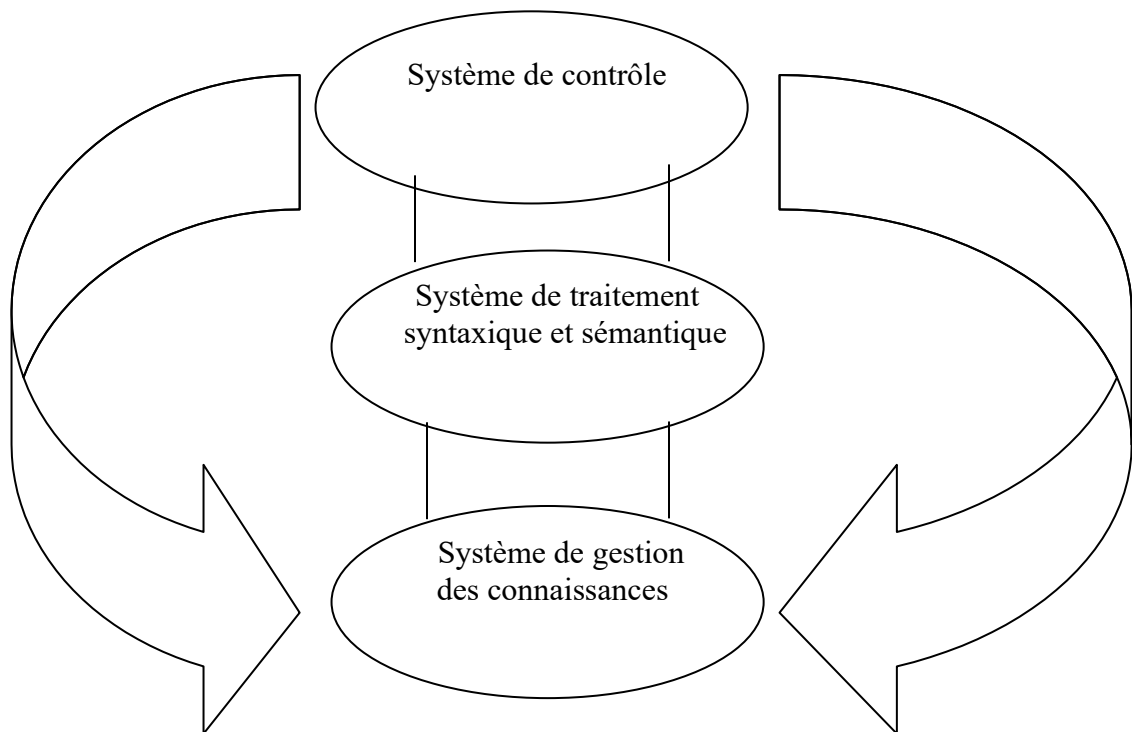 Système de contrôle
Système de traitement
syntaxique et sémantique
Système de gestion
des connaissances